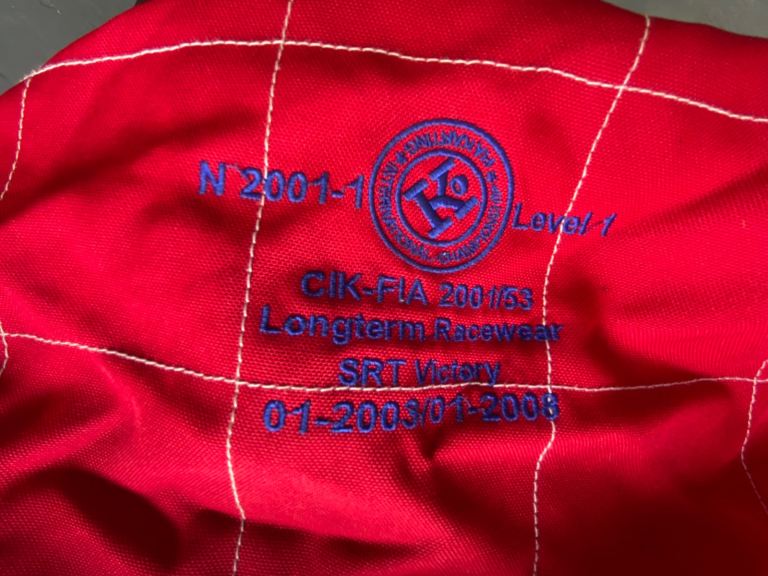 N°2001-1
Level 1
CIK-FIA 2001/53
Longterm Racewear
SRT Victory
01-2003/01-2008